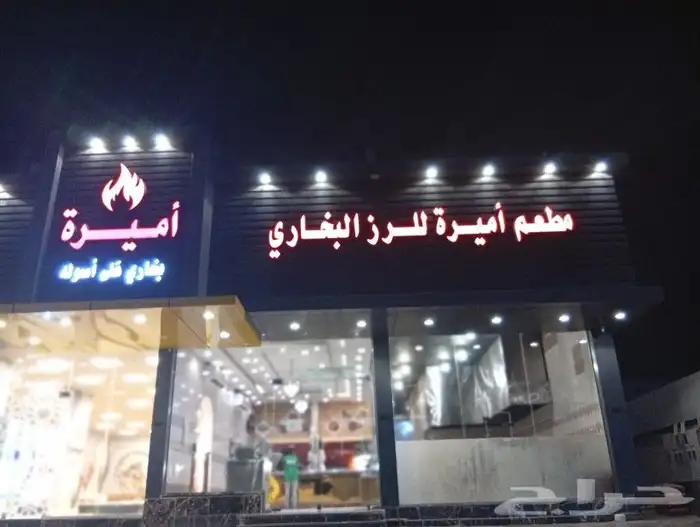 مطعم أميرة للرز البخاري
أميرة
بخاري على أصوله
حراج